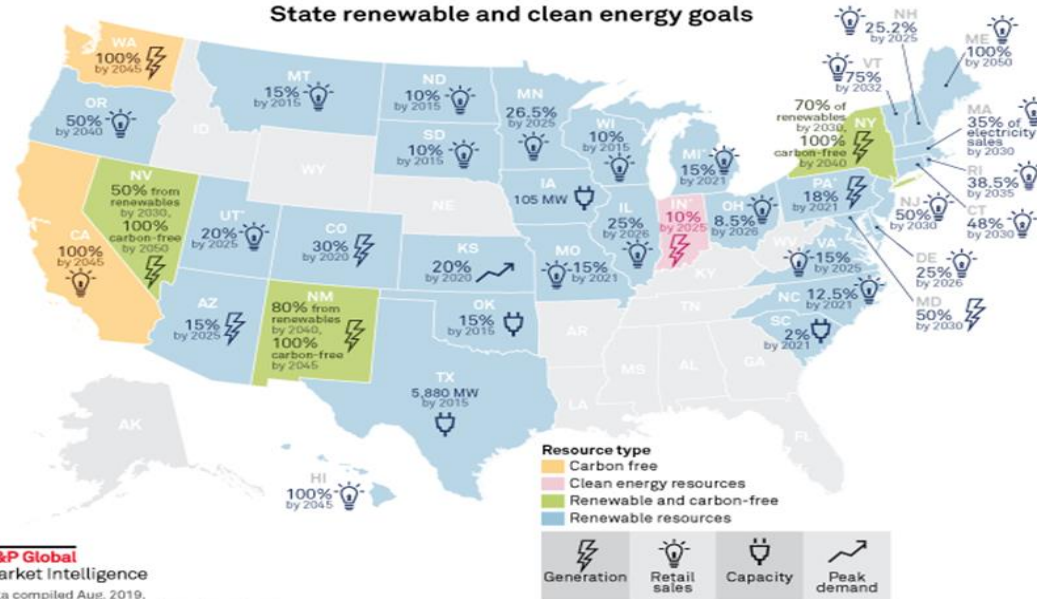 State renewable and clean energy goals
WA
100%
by 2045
OR
50%
by 2040
CA
100%
by 2045
NV
50% from
renewables
by 2030,
100%
carbon-free
by 2050
ID
MT
15%
by 2015
WY
UT*
20%
by 2025
AZ
15%
by 2025
CO
30%
by 2020
NM
80% from
renewables
by 2040,
100%
carbon-free
by 2045
ND
10%
by 2015
SD
10%
by 2015
NE
KS
20%
by 2020
OK
15%
by 2015
TX
5,880 MW
by 2015
MN
26.5%
by 2025
IA
105 MW
MO
15%
by 2021
AR
LA
WI
10%
by 2015
IL
25%
by 2026
MI*
15%
by 2021
IN*
10%
by 2025
OH
8.5%
by 2026
KY
TN
MS
AL
GA
FL
SC
2%
by 2021
NC 12.5%
by 2021
WV
VA*
15%
by 2025
PA*
18%
by 2021
70% of
renewables
by 2030,
100%
carbon-free
by 2040
NY
VT
75%
by 2032
NH
25.2%
by 2025
ME
100%
by 2050
MA
35% of
electricity
sales
by 2030
RI
38.5%
by 2035
CT
48%
by 2030
NJ
50%
by 2030
DE
25%
by 2026
MD
50%
by 2030
AK
HI
100%
by 2045
Resource type
Carbon free
Clean energy resources
Renewable and carbon-free
Renewable resources
Generation
Retail
sales
Capacity
Peak
demand
&P Global
arket Intelligence
ta compiled Aug. 2019.